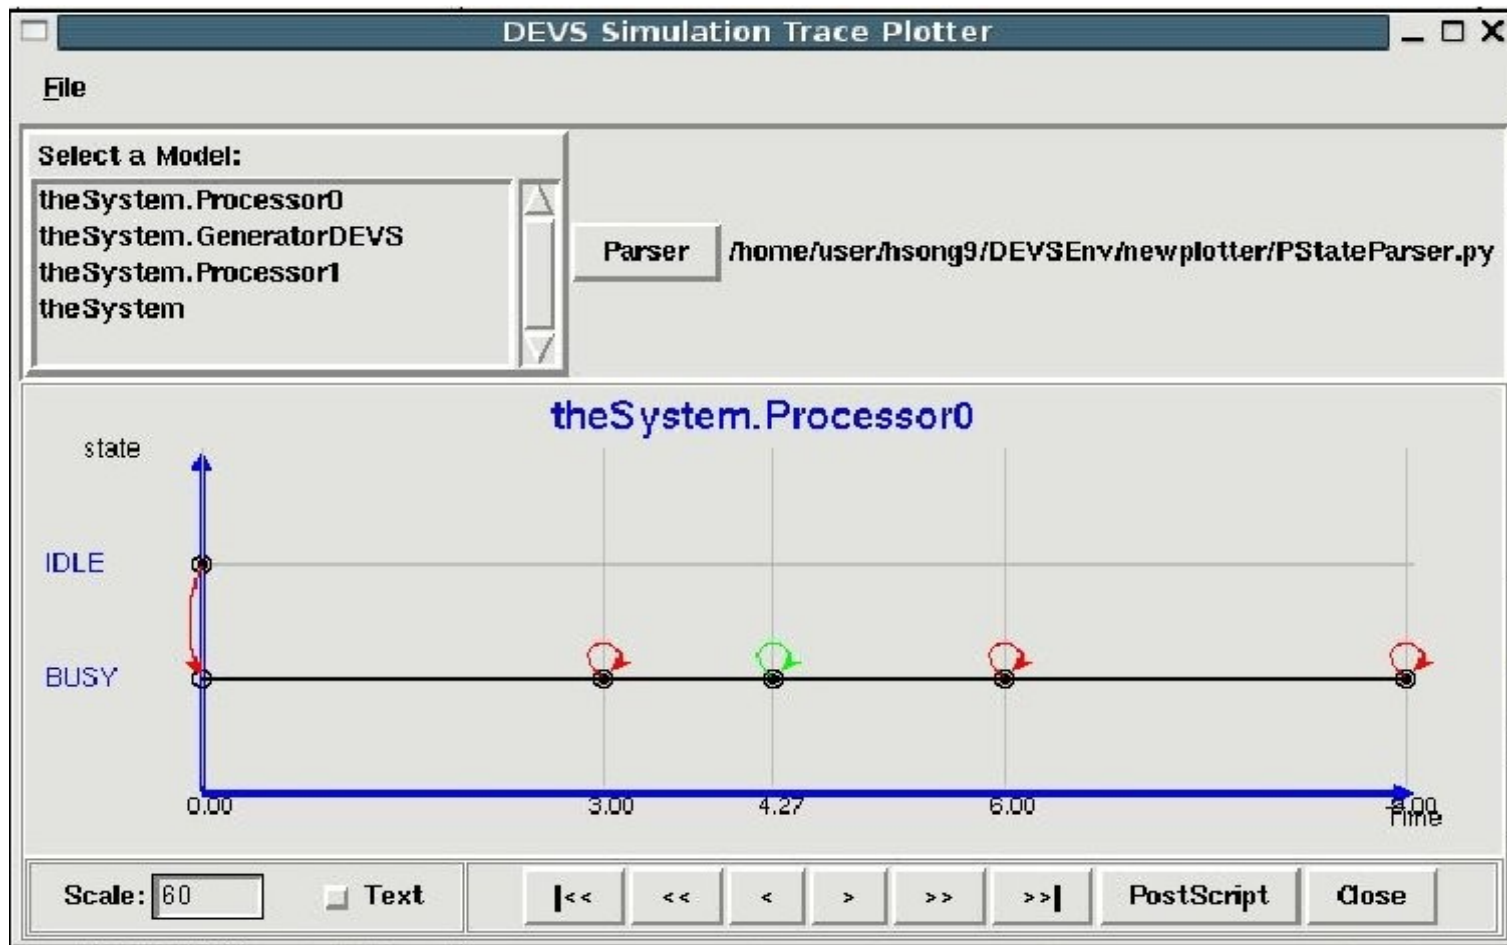 DEVS Simulation Trace Plotter
File
Select a Model:
theSystem.Processor0
theSystem.GeneratorDEVS
theSystem.Processor1
theSystem
Parser /home/user/hsong9/DEVSEnv/newplotter/PStateParser.py
theSystem.Processor0
state
IDLE
BUSY
0.00 3.00 4.27 6.00
Time
Scale: 60 Text |<< << < > >> >>| PostScript Close